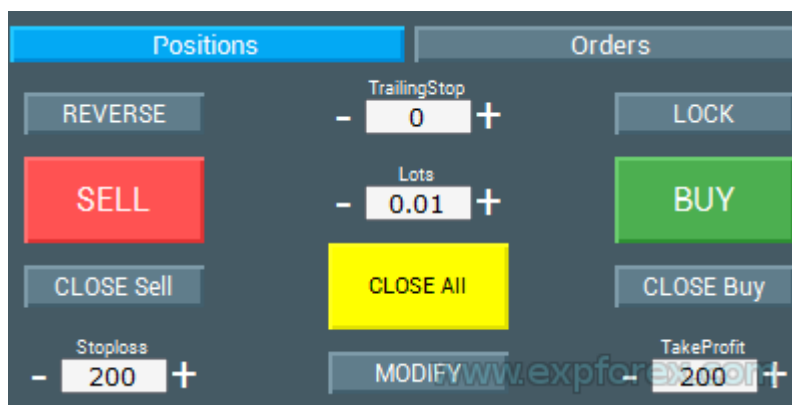 Positions
Orders
REVERSE
TrailingStop
- 0 +
LOCK
SELL
Lots
- 0.01 +
BUY
CLOSE Sell
CLOSE All
CLOSE Buy
Stoploss
- 200 +
MODIFY
TakeProfit
- 200 +
www.expforex.com